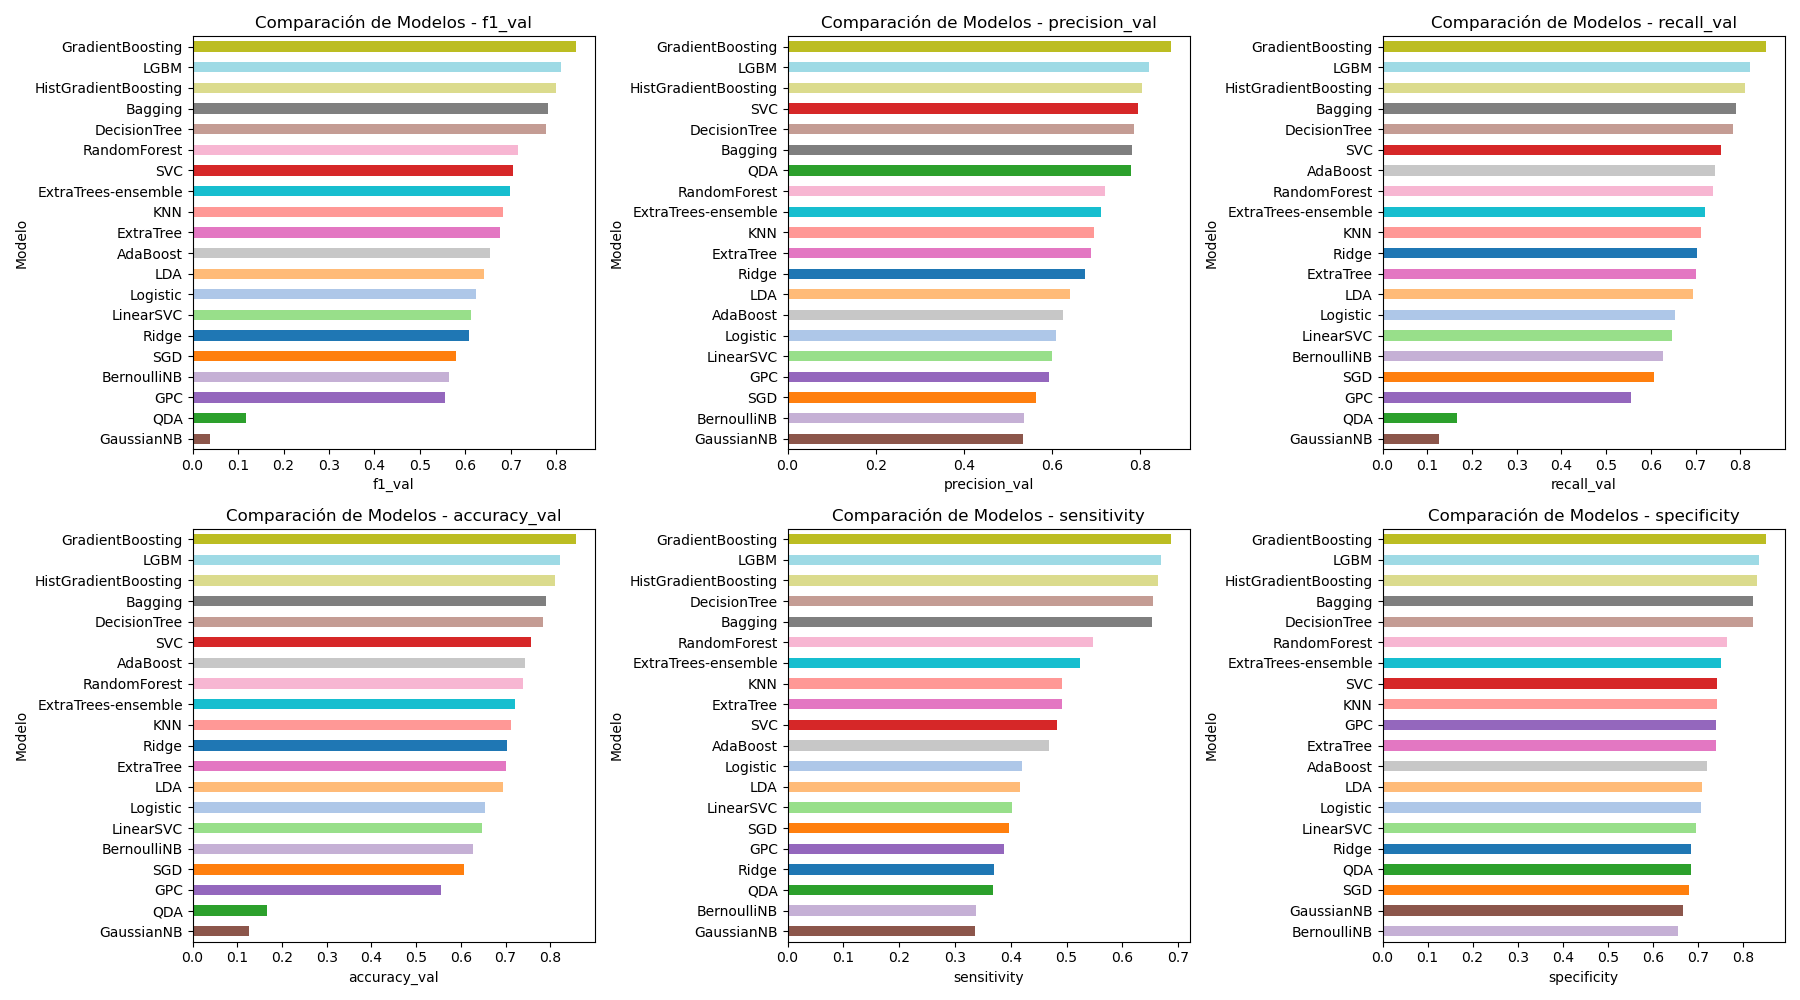 Comparación de Modelos - f1_val
GradientBoosting
LGBM
HistGradientBoosting
Bagging
DecisionTree
RandomForest
SVC
ExtraTrees-ensemble
KNN
ExtraTree
AdaBoost
LDA
Logistic
LinearSVC
Ridge
SGD
BernoulliNB
GPC
QDA
GaussianNB
Modelo
0.0 0.1 0.2 0.3 0.4 0.5 0.6 0.7 0.8
f1_val
Comparación de Modelos - precision_val
GradientBoosting
LGBM
HistGradientBoosting
SVC
DecisionTree
Bagging
QDA
RandomForest
ExtraTrees-ensemble
KNN
ExtraTree
Ridge
LDA
AdaBoost
Logistic
LinearSVC
GPC
SGD
BernoulliNB
GaussianNB
Modelo
0.0 0.2 0.4 0.6 0.8
precision_val
Comparación de Modelos - recall_val
GradientBoosting
LGBM
HistGradientBoosting
Bagging
DecisionTree
SVC
AdaBoost
RandomForest
ExtraTrees-ensemble
KNN
Ridge
ExtraTree
LDA
Logistic
LinearSVC
BernoulliNB
SGD
GPC
QDA
GaussianNB
Modelo
0.0 0.1 0.2 0.3 0.4 0.5 0.6 0.7 0.8
recall_val
Comparación de Modelos - accuracy_val
GradientBoosting
LGBM
HistGradientBoosting
Bagging
DecisionTree
SVC
AdaBoost
RandomForest
ExtraTrees-ensemble
KNN
Ridge
ExtraTree
LDA
Logistic
LinearSVC
BernoulliNB
SGD
GPC
QDA
GaussianNB
Modelo
0.0 0.1 0.2 0.3 0.4 0.5 0.6 0.7 0.8
accuracy_val
Comparación de Modelos - sensitivity
GradientBoosting
LGBM
HistGradientBoosting
DecisionTree
Bagging
RandomForest
ExtraTrees-ensemble
KNN
ExtraTree
SVC
AdaBoost
Logistic
LDA
LinearSVC
SGD
GPC
Ridge
QDA
BernoulliNB
GaussianNB
Modelo
0.0 0.1 0.2 0.3 0.4 0.5 0.6 0.7
sensitivity
Comparación de Modelos - specificity
GradientBoosting
LGBM
HistGradientBoosting
Bagging
DecisionTree
RandomForest
ExtraTrees-ensemble
SVC
KNN
GPC
ExtraTree
AdaBoost
LDA
Logistic
LinearSVC
Ridge
QDA
SGD
GaussianNB
BernoulliNB
Modelo
0.0 0.1 0.2 0.3 0.4 0.5 0.6 0.7 0.8
specificity